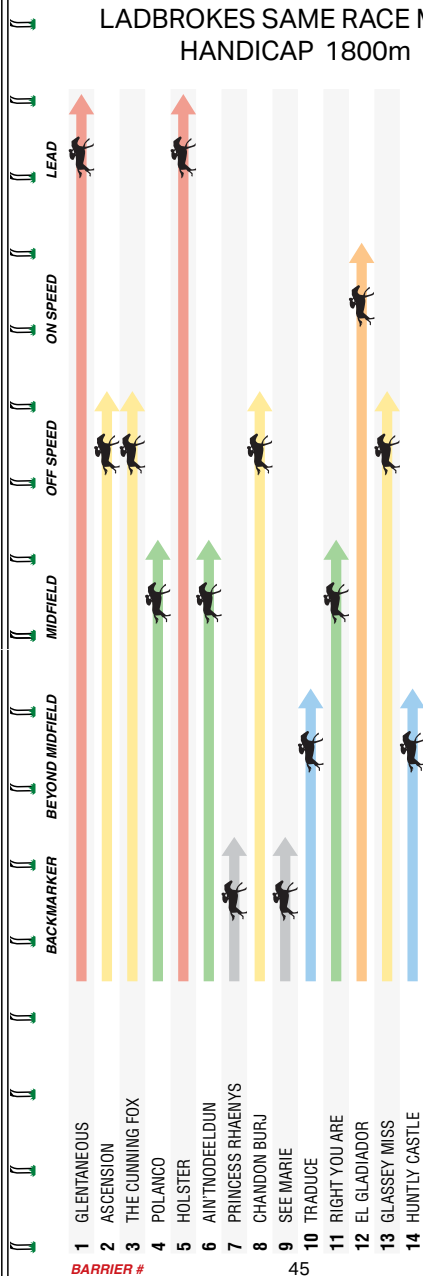 LADBROKES SAME RACE M
HANDICAP 1800m
LEAD
ON SPEED
OFF SPEED
MIDFIELD
BEYOND MIDFIELD
BACKMARKER
1 GLENTANEOUS
2 ASCENSION
3 THE CUNNING FOX
4 POLANCO
5 HOLSTER
6 AIN'TNODEELDUN
7 PRINCESS RHAENYS
8 CHANDON BURJ
9 SEE MARIE
10 TRADUCE
11 RIGHT YOU ARE
12 EL GLADIADOR
13 GLASSEY MISS
14 HUNTLY CASTLE
BARRIER #
45